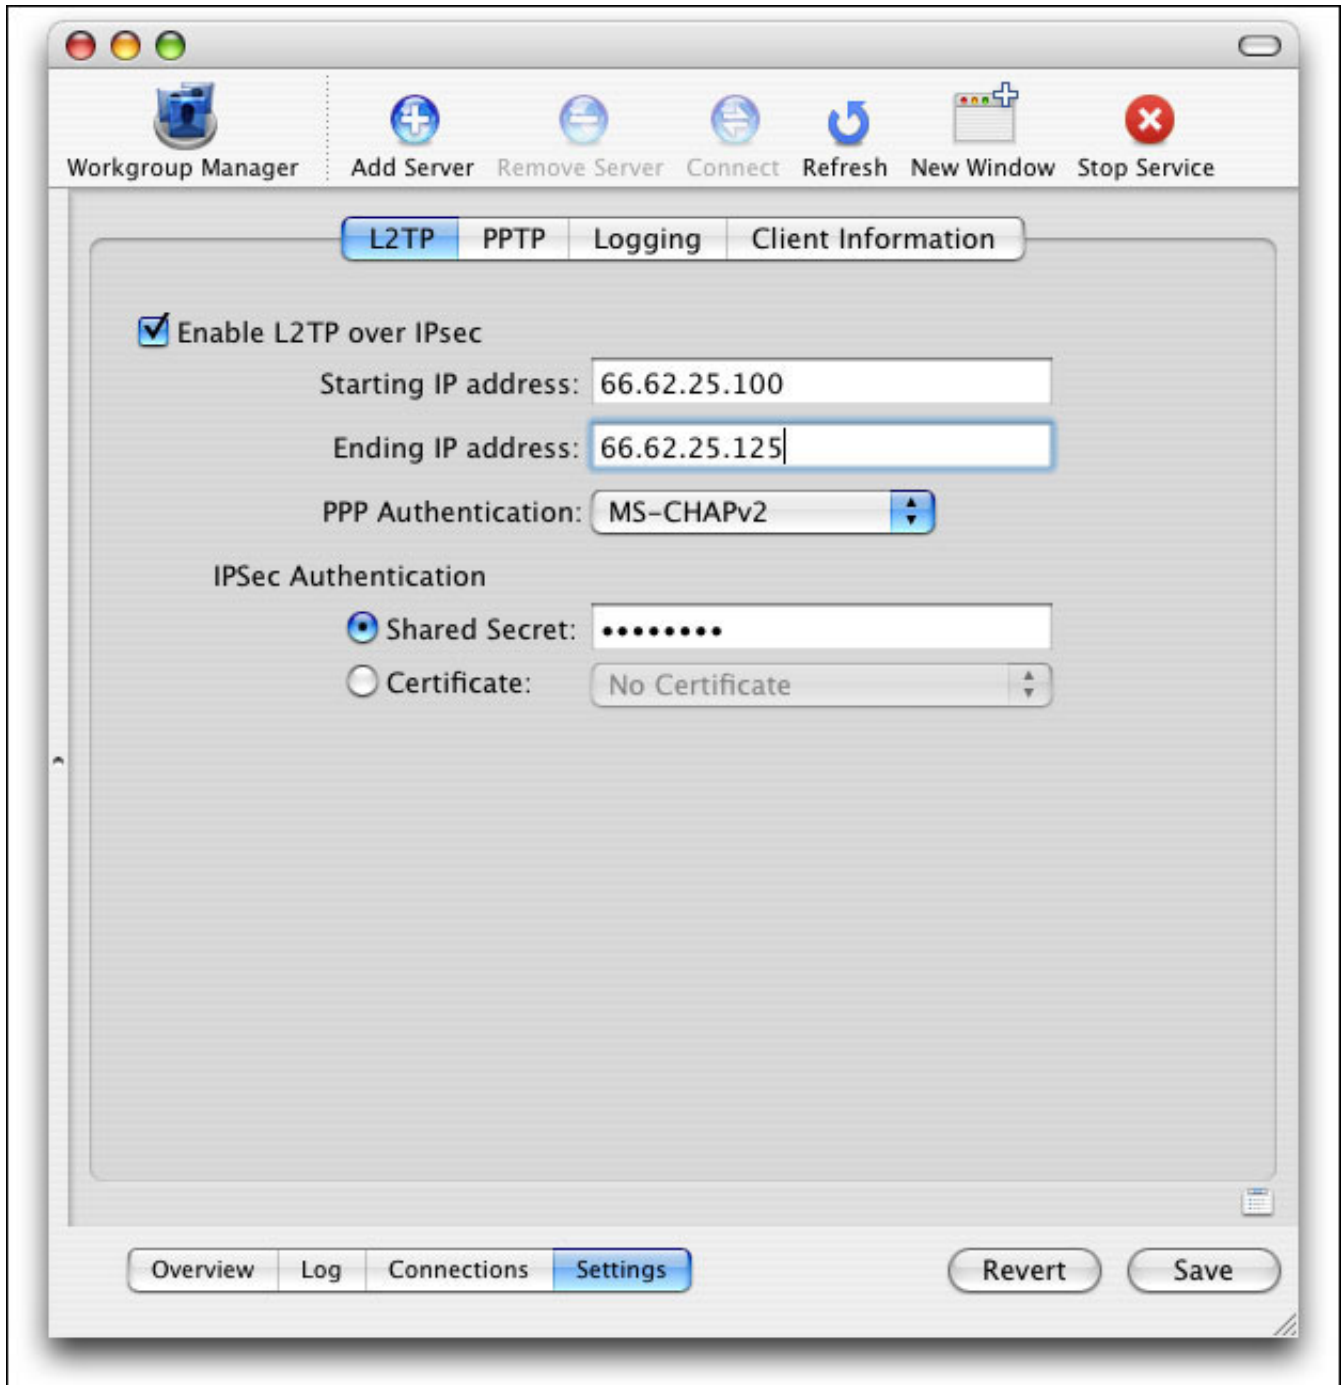 Workgroup Manager Add Server Remove Server Connect Refresh New Window Stop Service
L2TP PPTP Logging Client Information
Enable L2TP over IPsec
Starting IP address: 66.62.25.100
Ending IP address: 66.62.25.125
PPP Authentication: MS-CHAPv2
IPSec Authentication
Shared Secret: ••••••••
Certificate: No Certificate
Overview Log Connections Settings Revert Save